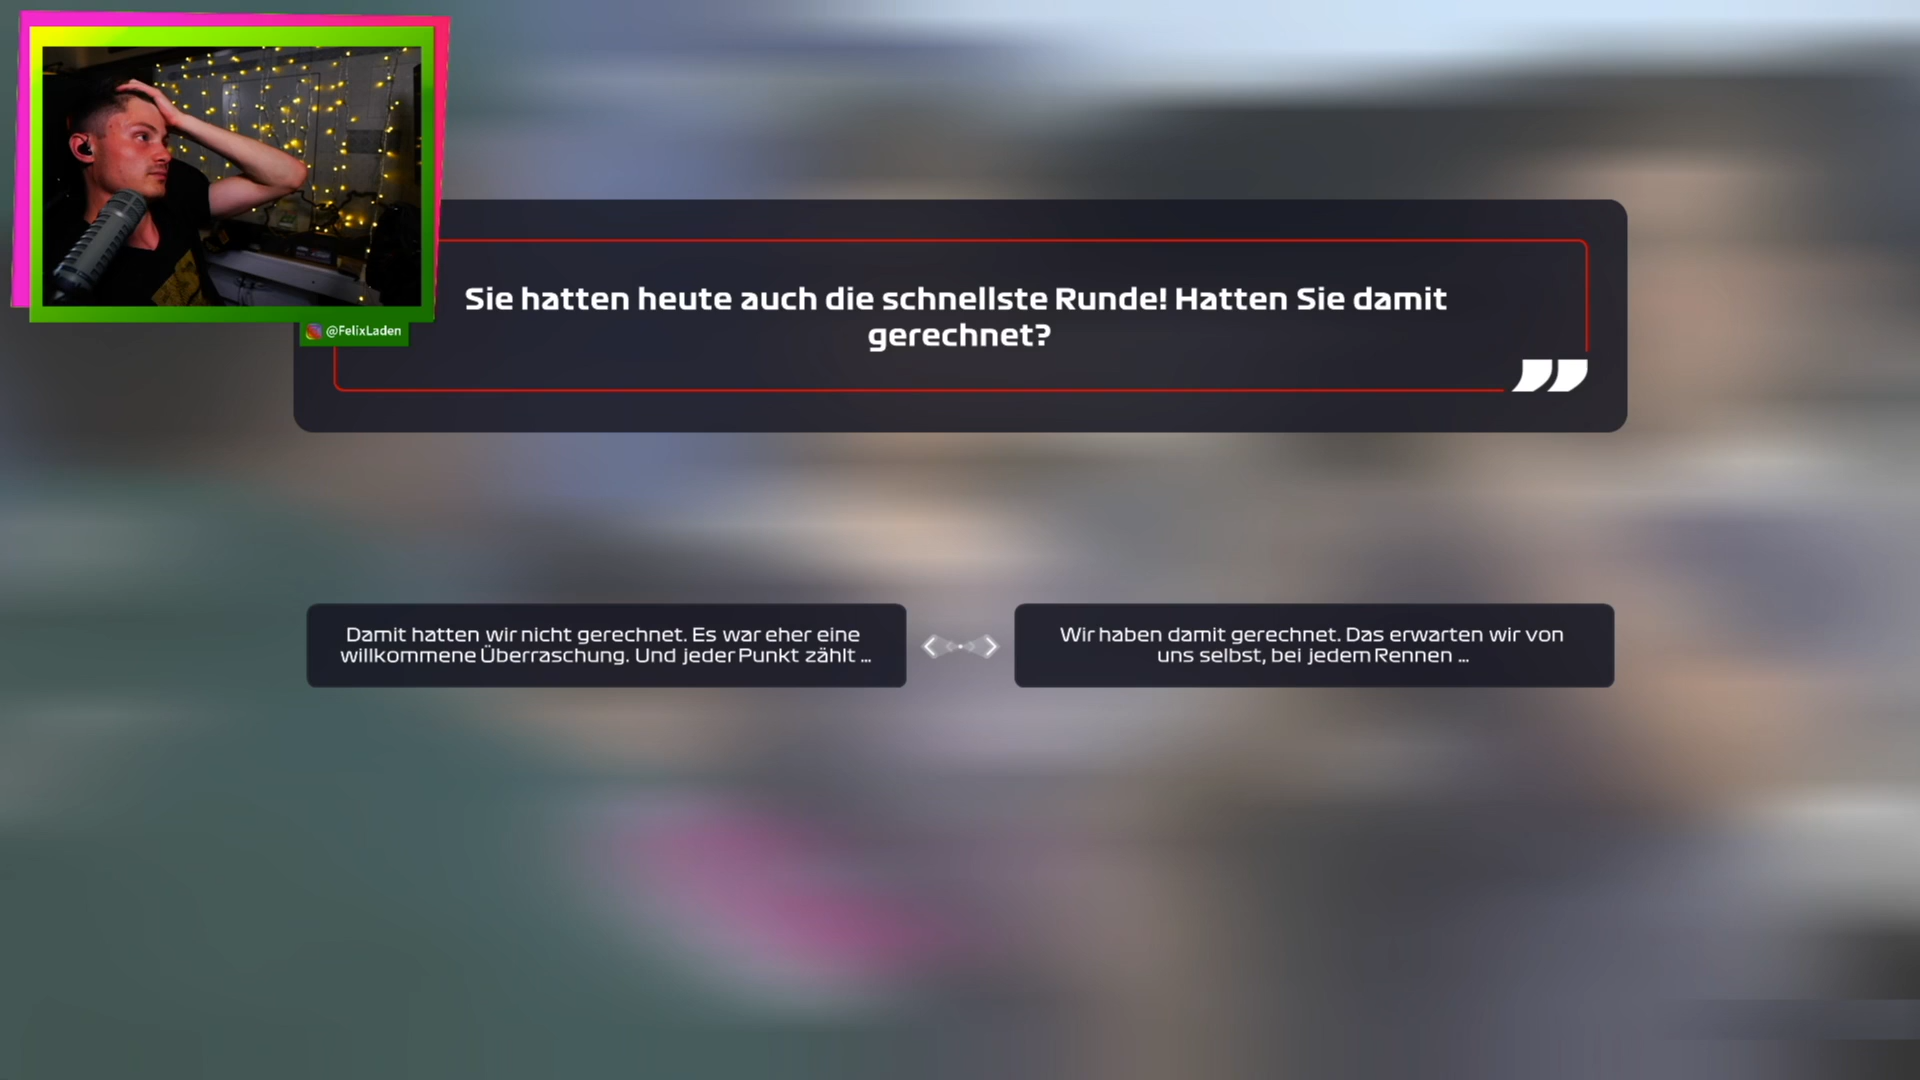 @FelixLaden
Sie hatten heute auch die schnellste Runde! Hatten Sie damit
gerechnet?
Damit hatten wir nicht gerechnet. Es war eher eine
willkommene Überraschung. Und jeder Punkt zählt ...
Wir haben damit gerechnet. Das erwarten wir von
uns selbst, bei jedem Rennen ...